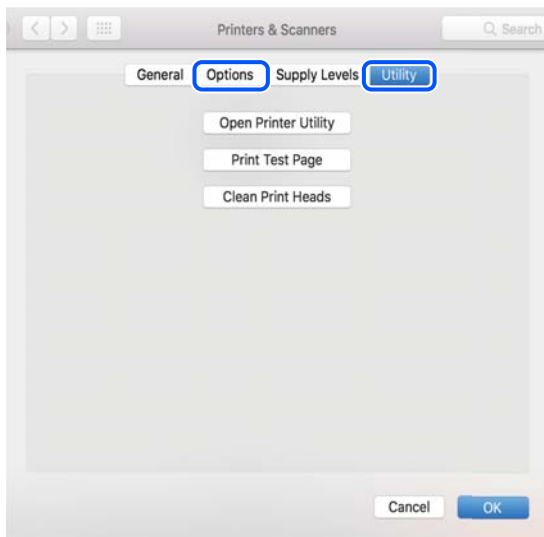 Printers & Scanners Search
General Options Supply Levels Utility
Open Printer Utility
Print Test Page
Clean Print Heads
Cancel OK